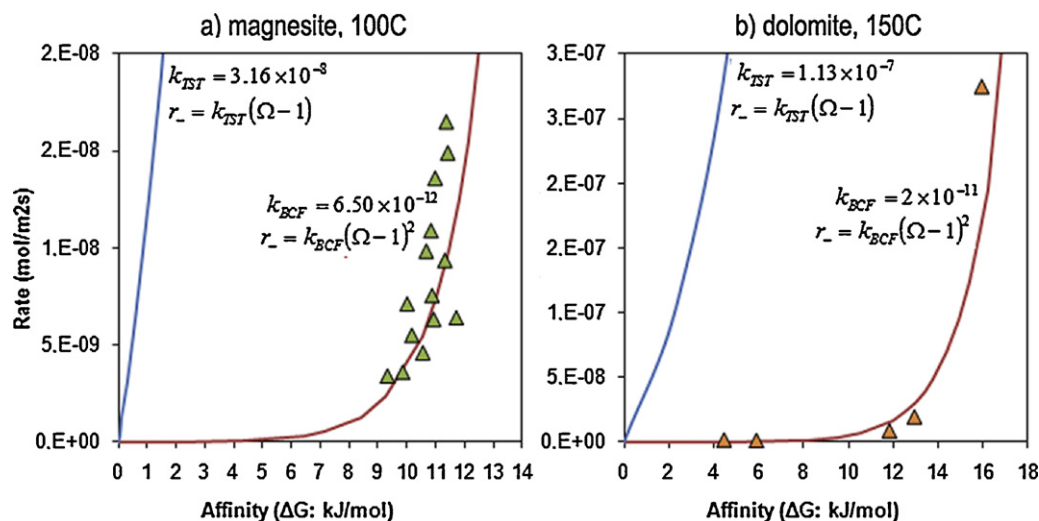 a) magnesite, 100C
2.E-08
2.E-08
1.E-08
5.E-09
0.E+00
Rate (mol/m2s)
k_TST = 3.16×10^-8
r_- = k_TST(Ω−1)
k_BCF = 6.50×10^-12
r_- = k_BCF(Ω−1)^2
0 1 2 3 4 5 6 7 8 9 10 11 12 13 14
Affinity (ΔG: kJ/mol)
b) dolomite, 150C
3.E-07
3.E-07
2.E-07
2.E-07
1.E-07
5.E-08
0.E+00
k_TST = 1.13×10^-7
r_- = k_TST(Ω−1)
k_BCF = 2×10^-11
r_- = k_BCF(Ω−1)^2
0 2 4 6 8 10 12 14 16 18
Affinity (ΔG: kJ/mol)